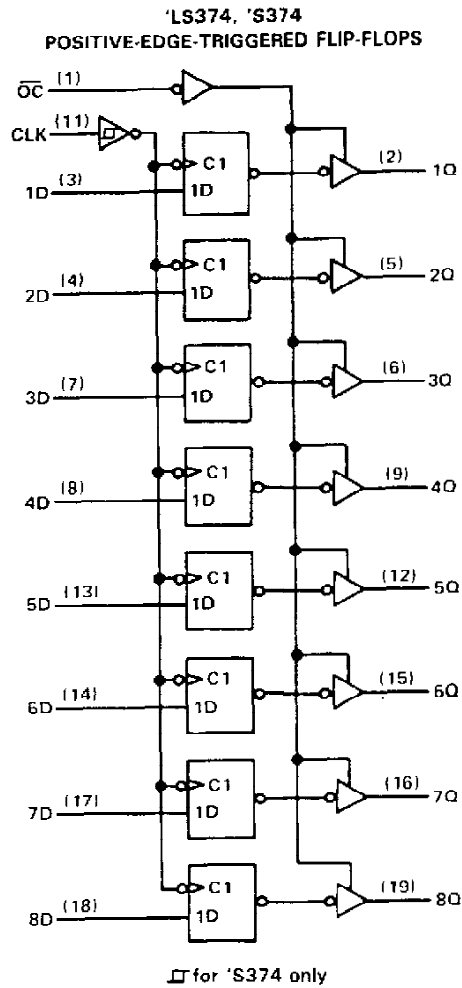 'LS374, 'S374
POSITIVE-EDGE-TRIGGERED FLIP-FLOPS
OC (1)
CLK (11)
C1
1D (3) 1D (2) 1Q
C1
2D (4) 1D (5) 2Q
C1
3D (7) 1D (6) 3Q
C1
4D (8) 1D (9) 4Q
C1
5D (13) 1D (12) 5Q
C1
6D (14) 1D (15) 6Q
C1
7D (17) 1D (16) 7Q
C1
8D (18) 1D (19) 8Q
for 'S374 only